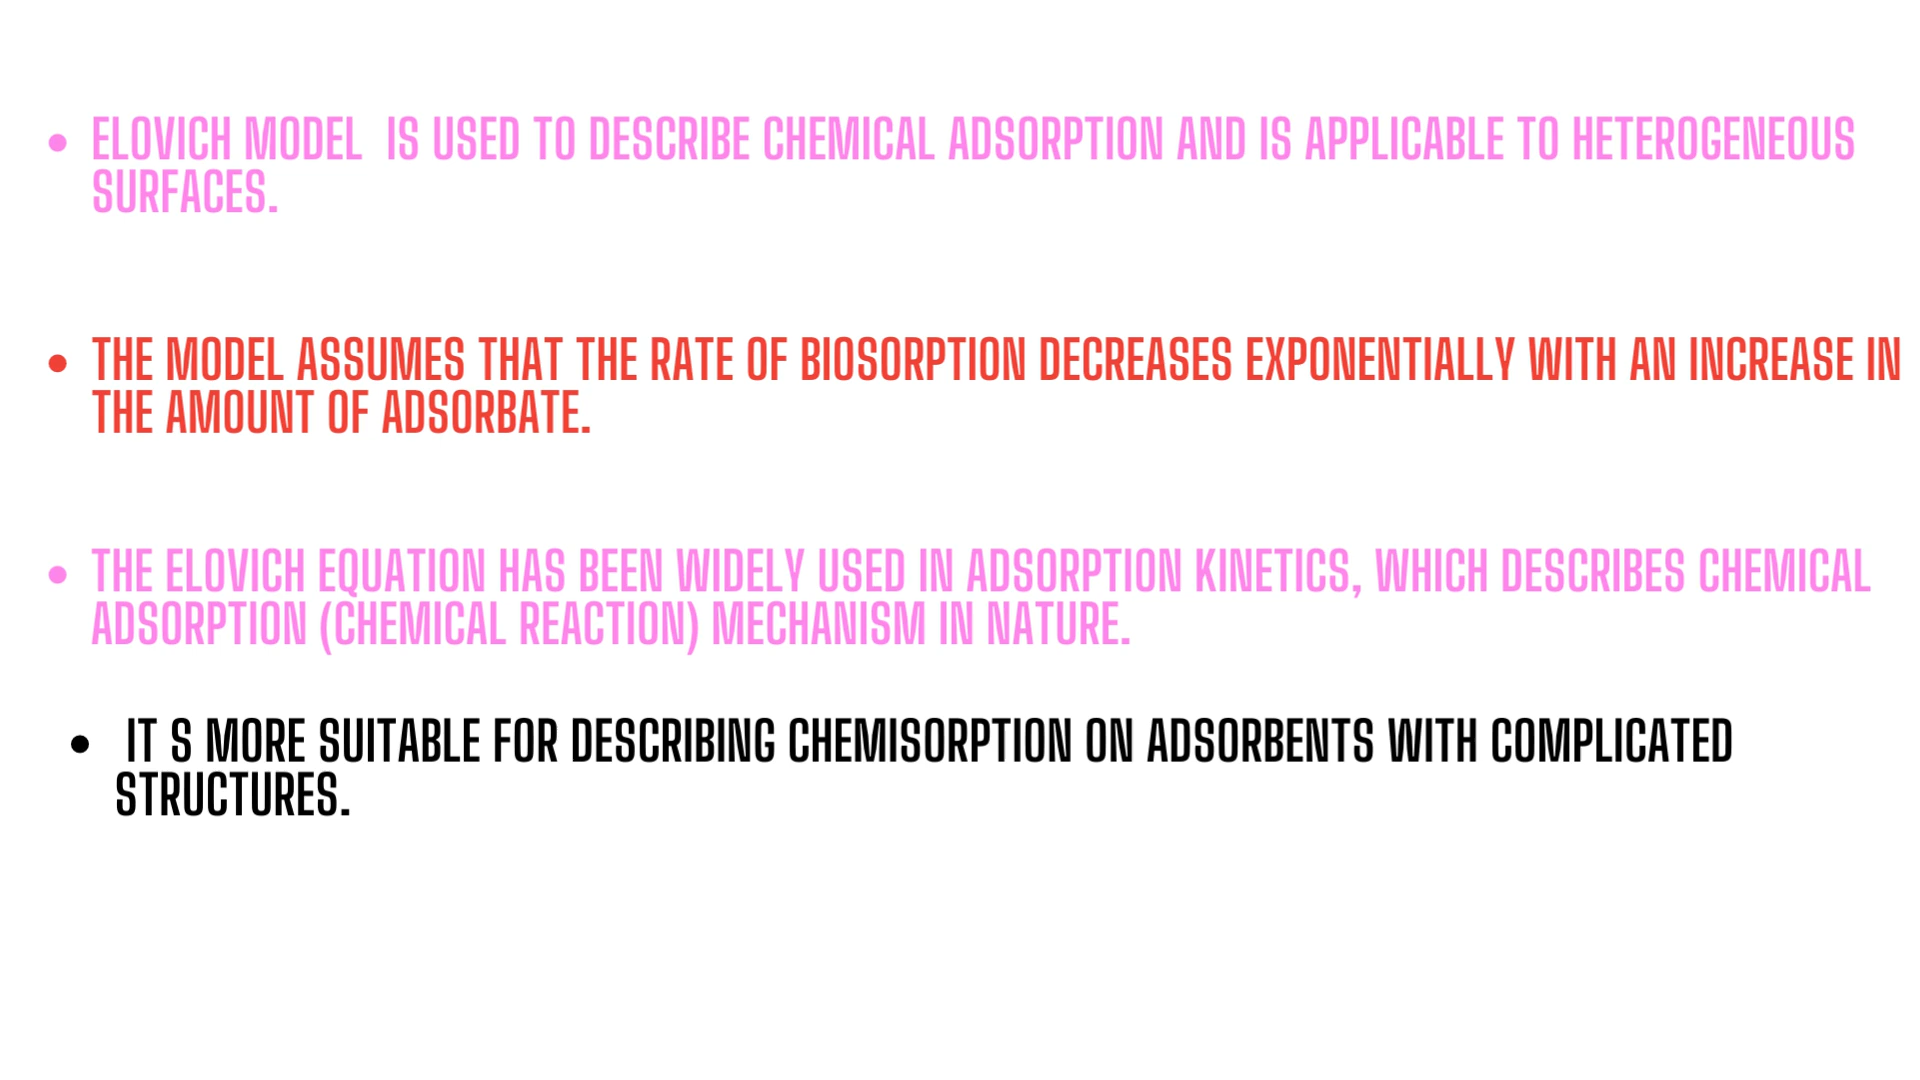 • ELOVICH MODEL  IS USED TO DESCRIBE CHEMICAL ADSORPTION AND IS APPLICABLE TO HETEROGENEOUS
SURFACES.
• THE MODEL ASSUMES THAT THE RATE OF BIOSORPTION DECREASES EXPONENTIALLY WITH AN INCREASE IN
THE AMOUNT OF ADSORBATE.
• THE ELOVICH EQUATION HAS BEEN WIDELY USED IN ADSORPTION KINETICS, WHICH DESCRIBES CHEMICAL
ADSORPTION (CHEMICAL REACTION) MECHANISM IN NATURE.
• IT S MORE SUITABLE FOR DESCRIBING CHEMISORPTION ON ADSORBENTS WITH COMPLICATED
STRUCTURES.